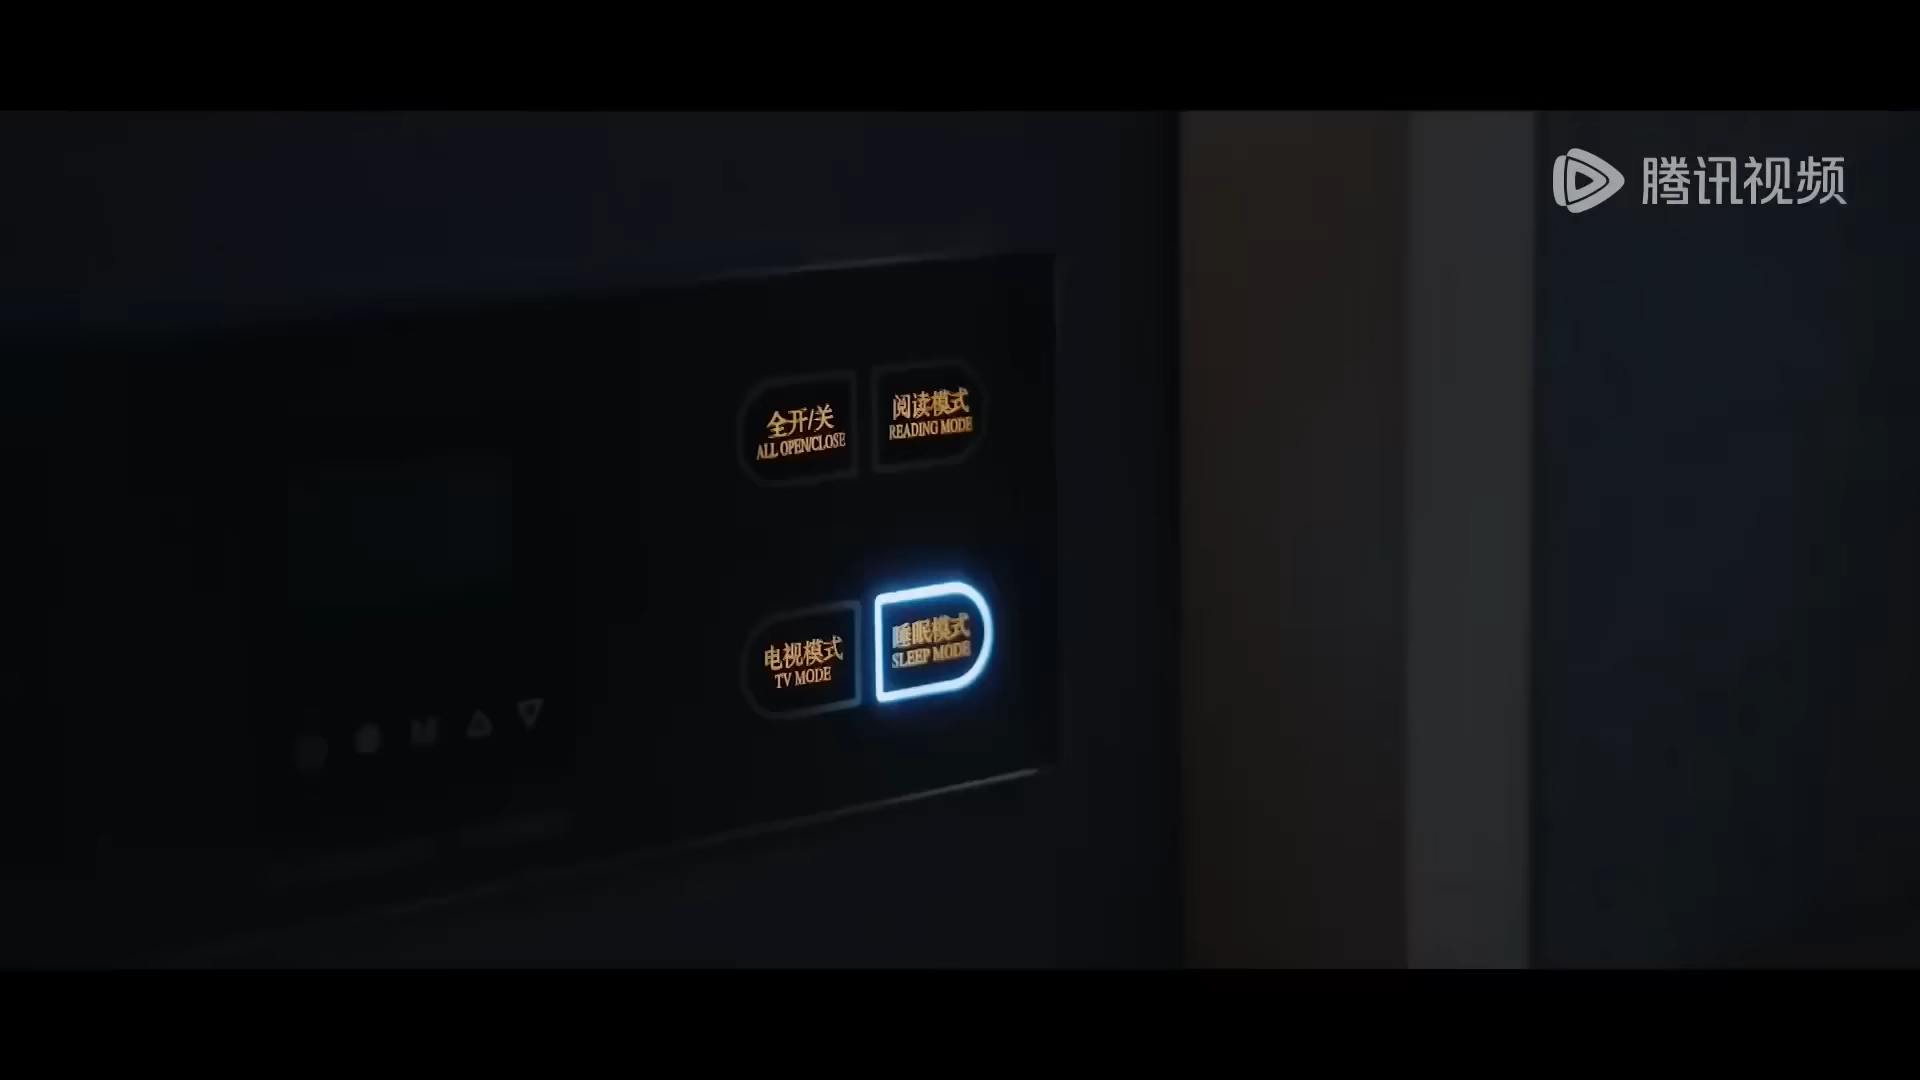 腾讯视频
全开/关
ALL OPEN/CLOSE
阅读模式
READING MODE
电视模式
TV MODE
睡眠模式
SLEEP MODE